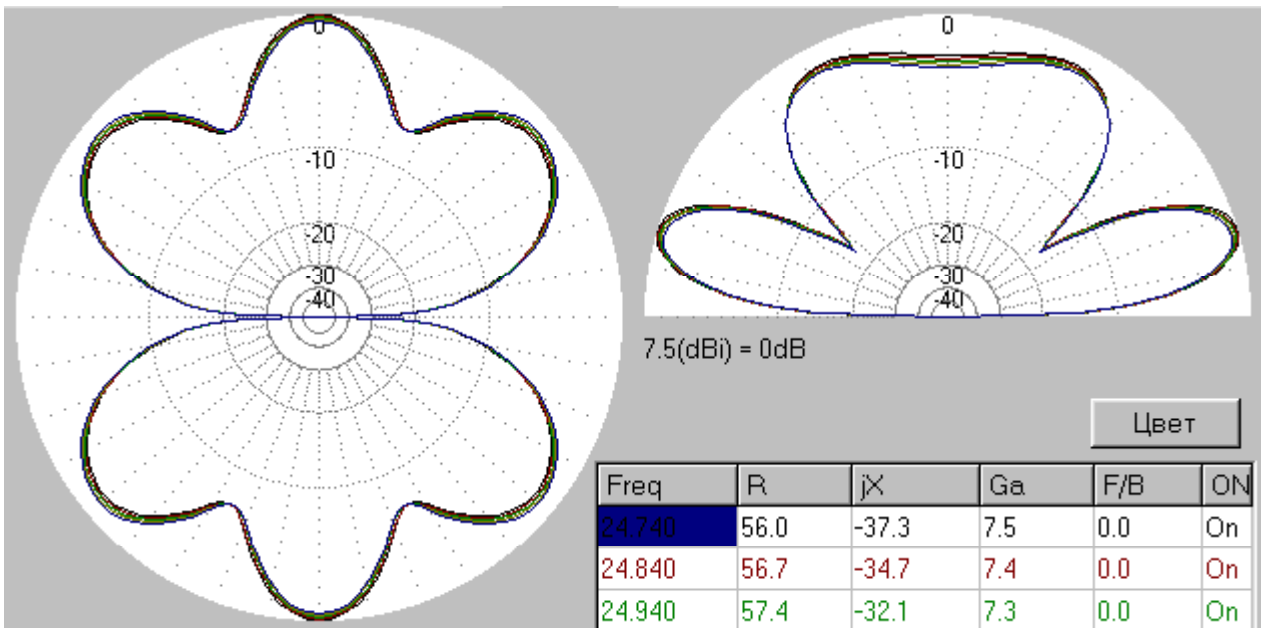 0
-10
-20
-30
-40
0
-10
-20
-30
-40
7.5(dBi) = 0dB
Цвет
Freq R jX Ga F/B ON
24.740 56.0 -37.3 7.5 0.0 On
24.840 56.7 -34.7 7.4 0.0 On
24.940 57.4 -32.1 7.3 0.0 On